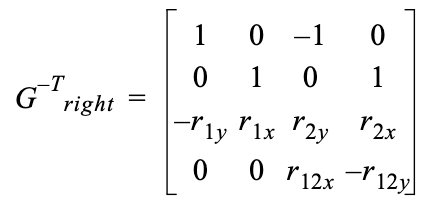 1 0 –1 0
0 1 0 1
G^{-T}_{right} =
–r_{1y} r_{1x} r_{2y} r_{2x}
0 0 r_{12x} –r_{12y}